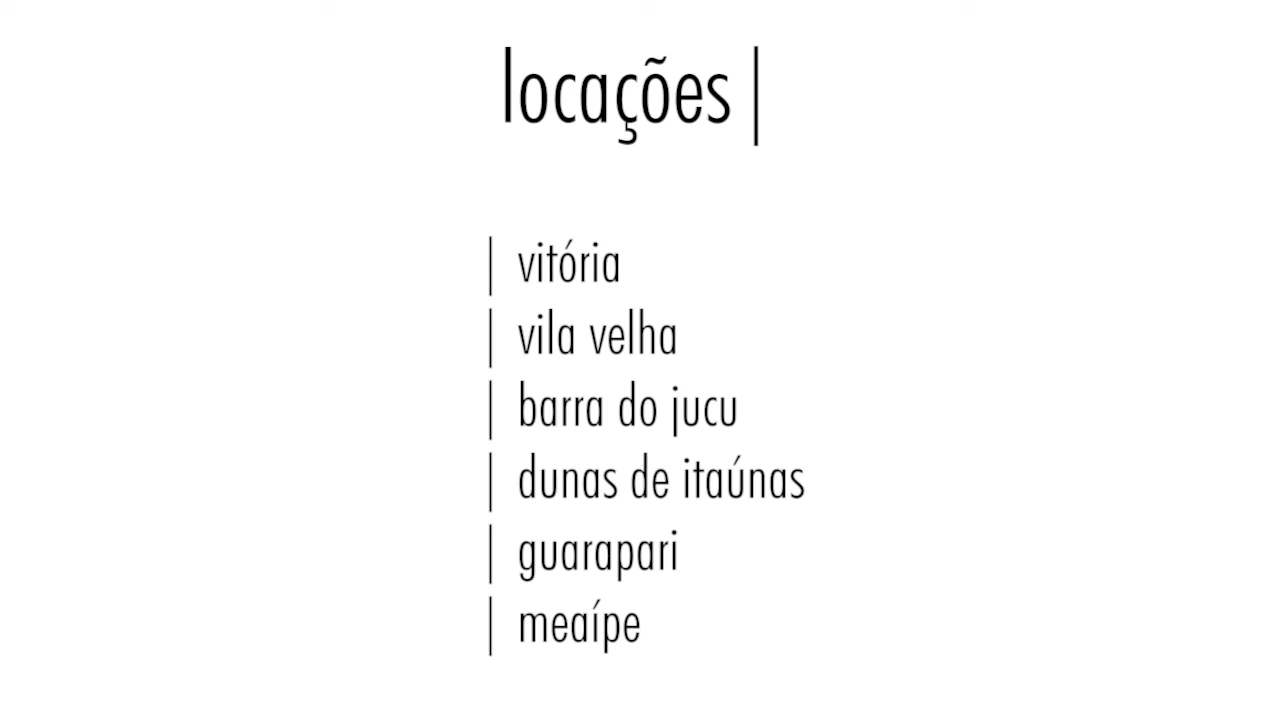 locações |
| vitória
| vila velha
| barra do jucu
| dunas de itaúnas
| guarapari
| meaípe